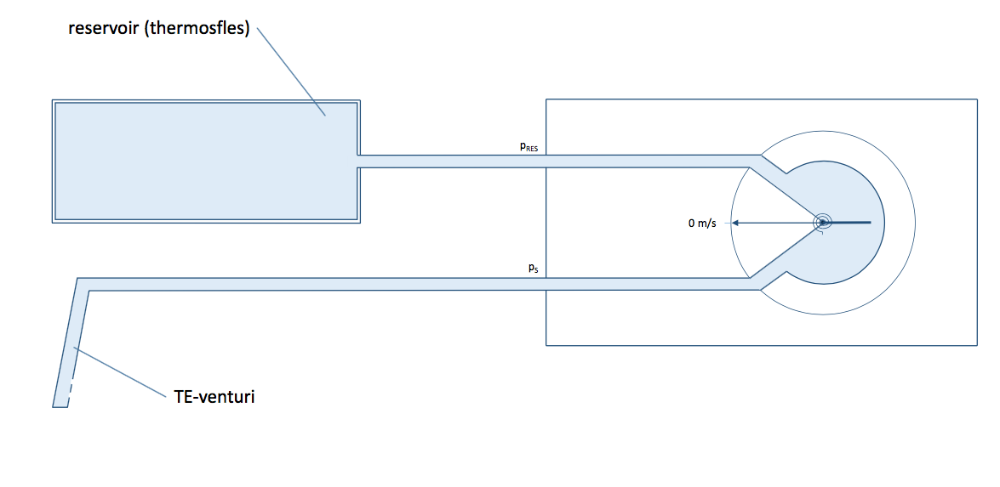 reservoir (thermosfles)
pRES
0 m/s
pS
TE-venturi